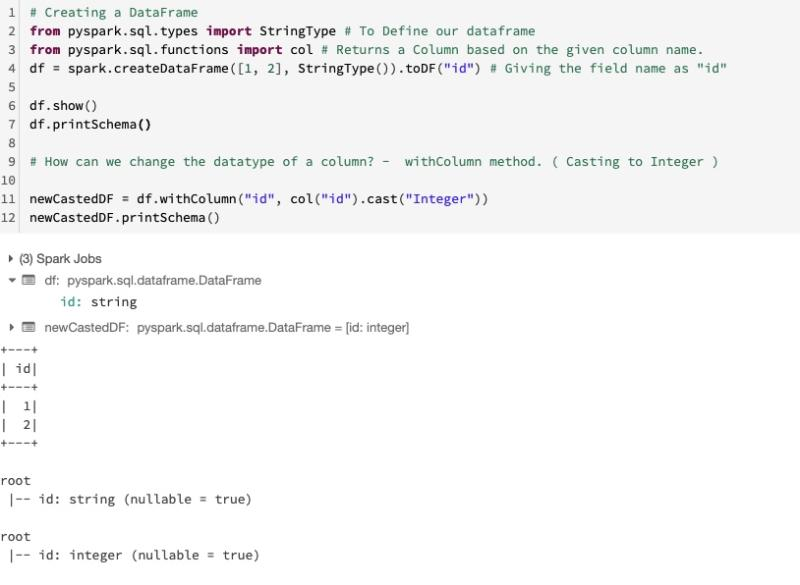 1 # Creating a DataFrame
2 from pyspark.sql.types import StringType # To Define our dataframe
3 from pyspark.sql.functions import col # Returns a Column based on the given column name.
4 df = spark.createDataFrame([1, 2], StringType()).toDF("id") # Giving the field name as "id"
5
6 df.show()
7 df.printSchema()
8
9 # How can we change the datatype of a column? - withColumn method. ( Casting to Integer )
10
11 newCastedDF = df.withColumn("id", col("id").cast("Integer"))
12 newCastedDF.printSchema()
(3) Spark Jobs
df: pyspark.sql.dataframe.DataFrame
id: string
newCastedDF: pyspark.sql.dataframe.DataFrame = [id: integer]
+---+
| id|
+---+
|  1|
|  2|
+---+
root
|-- id: string (nullable = true)
root
|-- id: integer (nullable = true)